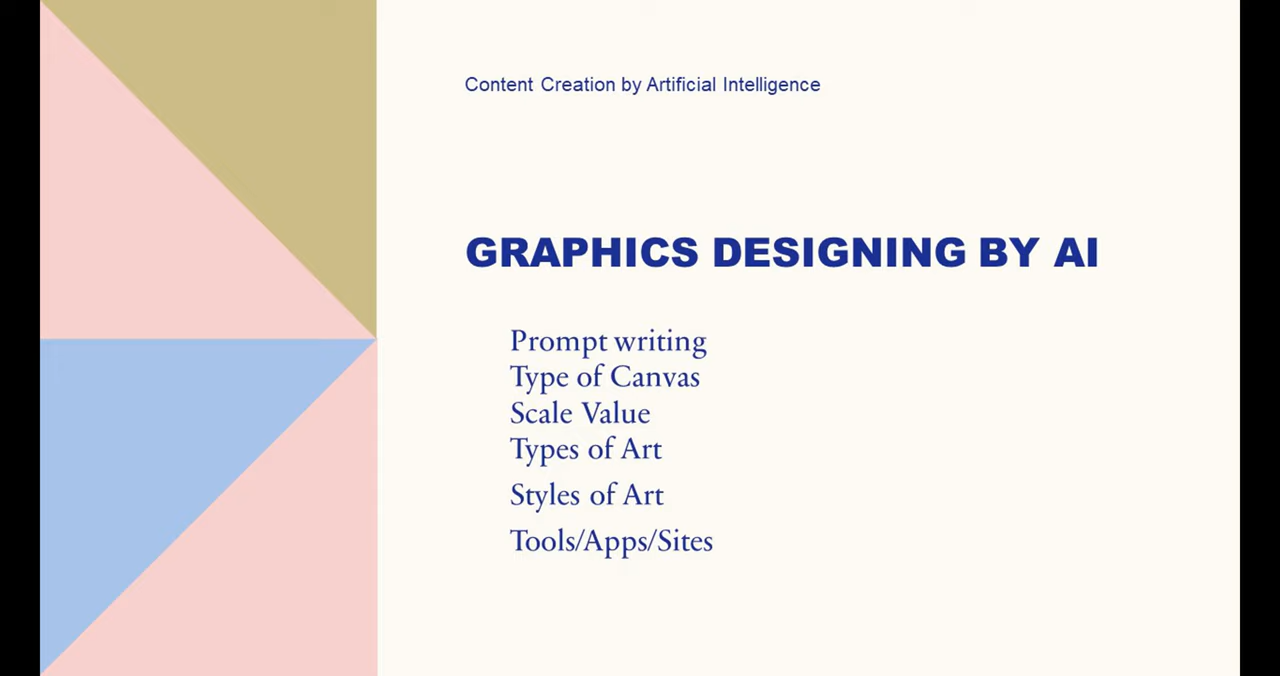 Content Creation by Artificial Intelligence
GRAPHICS DESIGNING BY AI
Prompt writing
Type of Canvas
Scale Value
Types of Art
Styles of Art
Tools/Apps/Sites